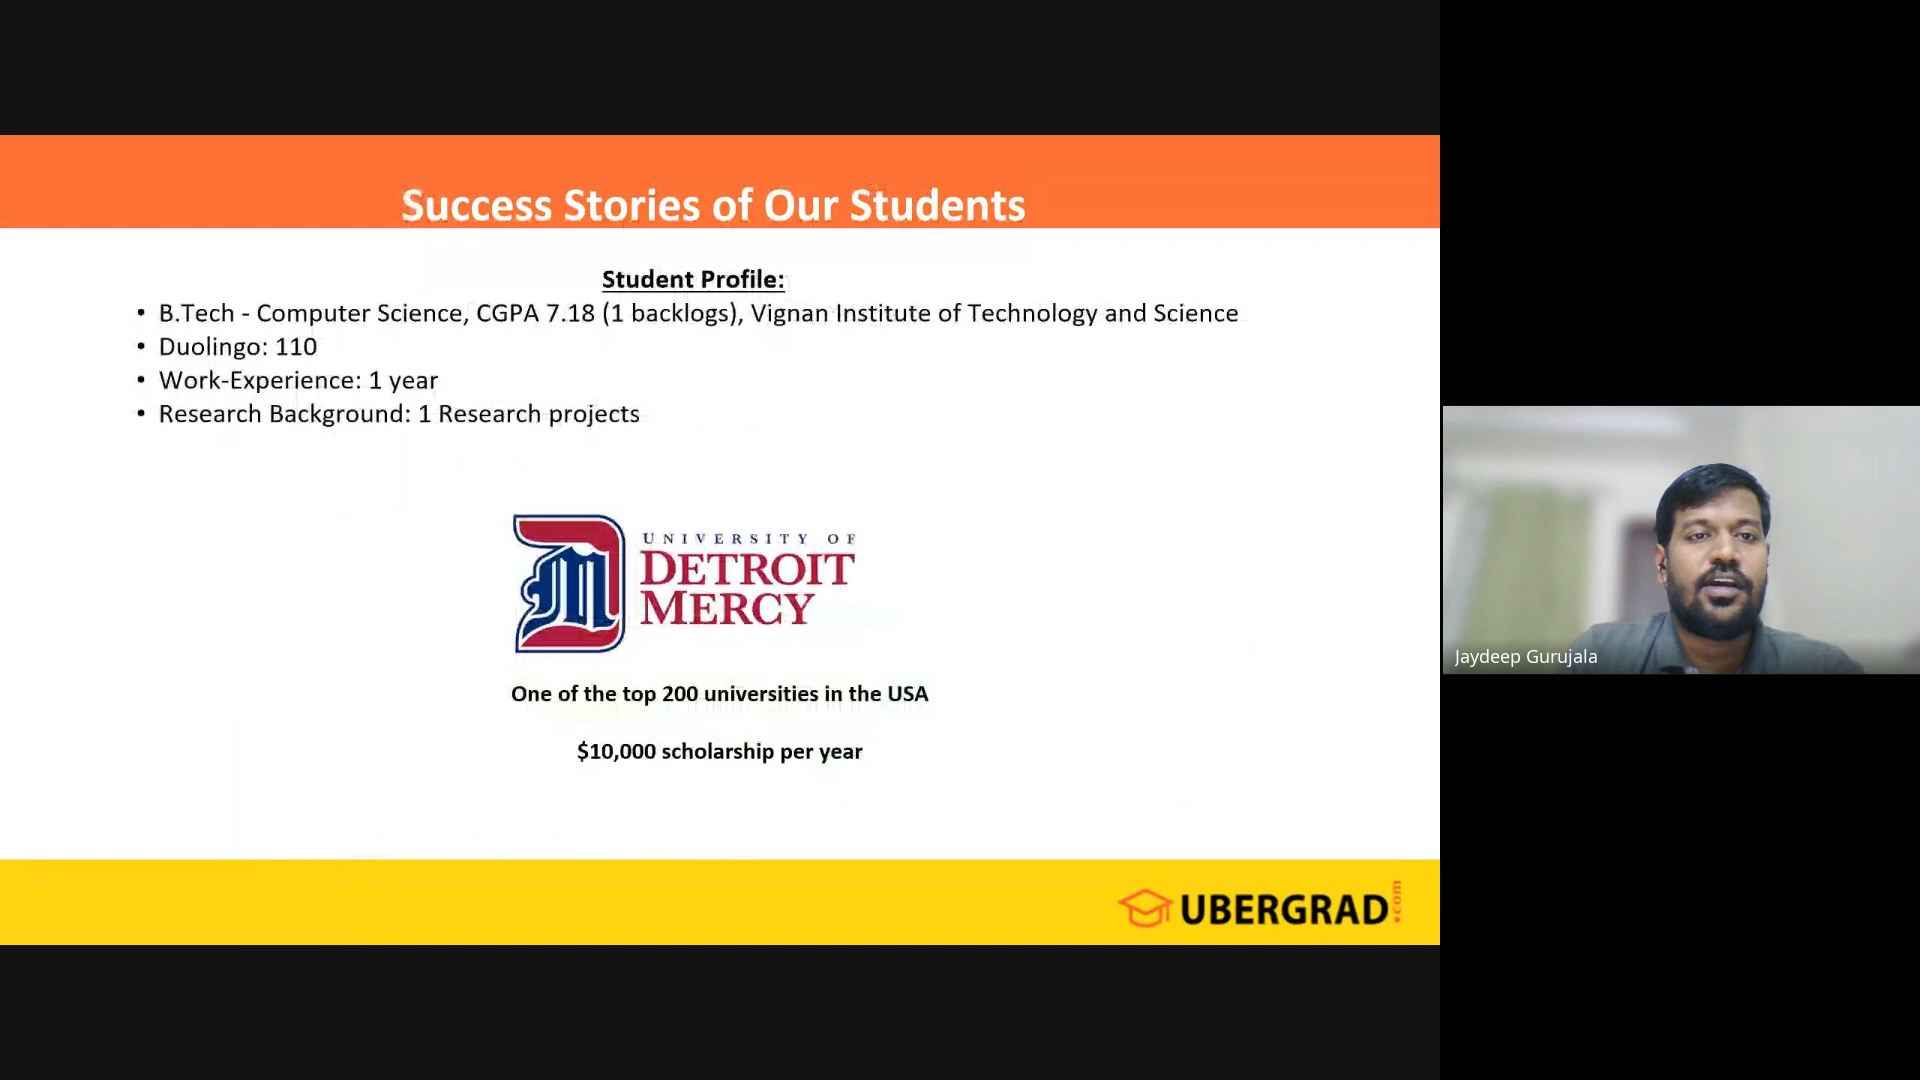 Success Stories of Our Students
Student Profile:
• B.Tech - Computer Science, CGPA 7.18 (1 backlogs), Vignan Institute of Technology and Science
• Duolingo: 110
• Work-Experience: 1 year
• Research Background: 1 Research projects
UNIVERSITY OF
DETROIT
MERCY
One of the top 200 universities in the USA
$10,000 scholarship per year
UBERGRAD.com
Jaydeep Gurujala